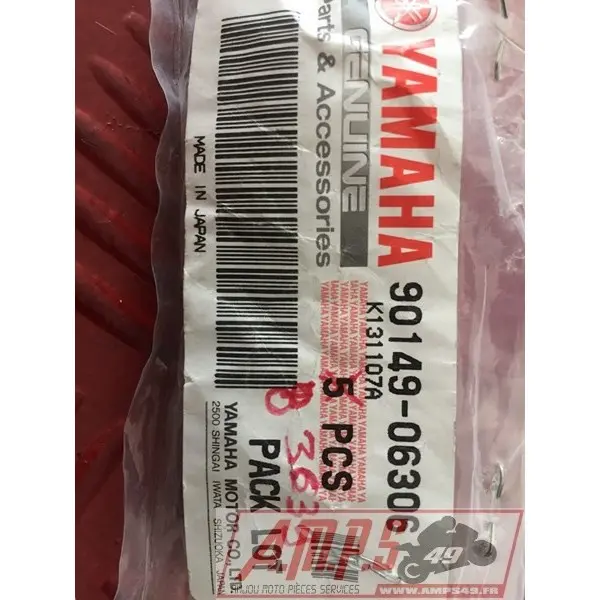 YAMAHA
GENUINE
Parts & Accessories
MADE IN JAPAN
90149-06306
K131107A
5 PCS
PACK LOT
YAMAHA MOTOR CO., LTD
2500 SHINGAI IWATA SHIZUOKA JAPAN
AMPS 49
ANJOU MOTO PIÈCES SERVICES
WWW.AMPS49.FR